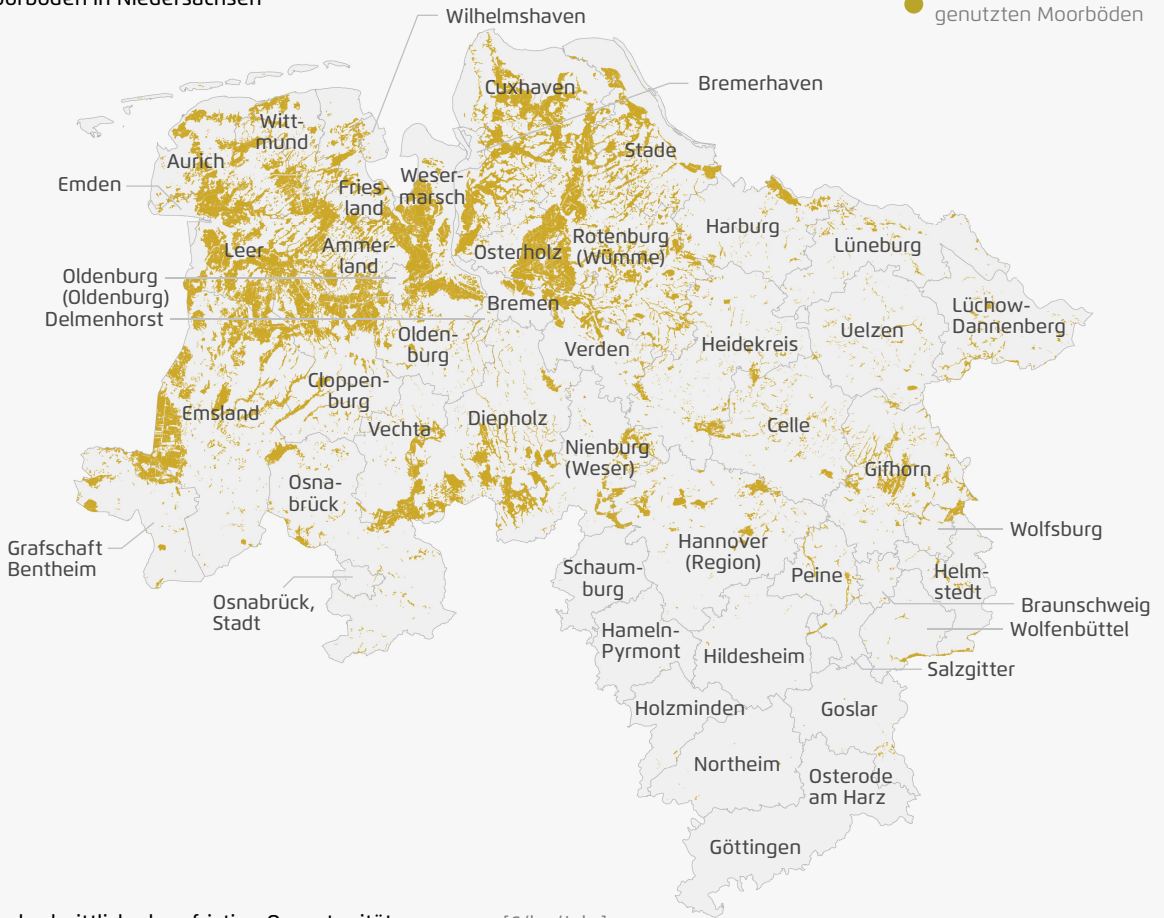 in Niedersachsen
genutzten Moorböden
Wilhelmshaven
Cuxhaven
Bremerhaven
Witt-
mund
Stade
Aurich
Weser-
marsch
Emden
Fries-
land
Harburg
Rotenburg
(Wümme)
Lüneburg
Ammer-
land
Leer
Osterholz
Oldenburg
(Oldenburg)
Bremen
Lüchow-
Dannenberg
Delmenhorst
Uelzen
Olden-
burg
Verden
Heidekreis
Cloppen-
burg
Emsland
Diepholz
Celle
Vechta
Nienburg
(Weser)
Gifhorn
Osna-
brück
Wolfsburg
Hannover
(Region)
Grafschaft
Bentheim
Schaum-
burg
Peine
Helm-
stedt
Osnabrück,
Stadt
Braunschweig
Wolfenbüttel
Hameln-
Pyrmont
Hildesheim
Salzgitter
Holzminden
Goslar
Northeim
Osterode
am Harz
Göttingen